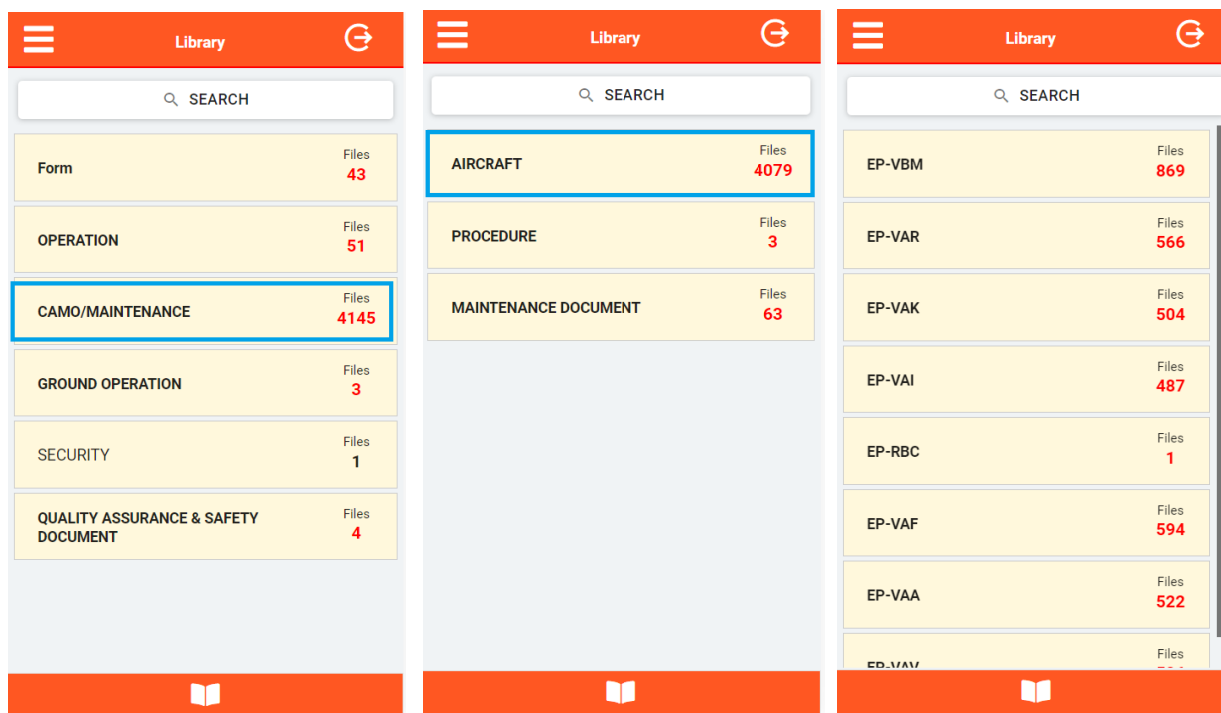 Library
SEARCH
Form
Files
43
OPERATION
Files
51
CAMO/MAINTENANCE
Files
4145
GROUND OPERATION
Files
3
SECURITY
Files
1
QUALITY ASSURANCE & SAFETY
DOCUMENT
Files
4
Library
SEARCH
AIRCRAFT
Files
4079
PROCEDURE
Files
3
MAINTENANCE DOCUMENT
Files
63
Library
SEARCH
EP-VBM
Files
869
EP-VAR
Files
566
EP-VAK
Files
504
EP-VAI
Files
487
EP-RBC
Files
1
EP-VAF
Files
594
EP-VAA
Files
522
EP-VAV
Files